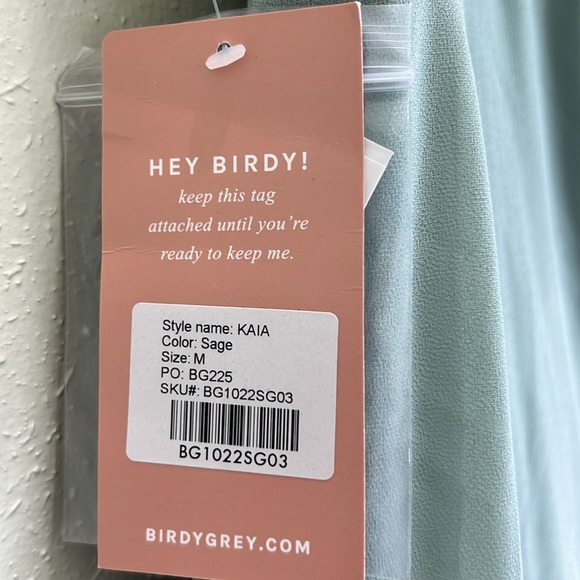 HEY BIRDY!
keep this tag
attached until you're
ready to keep me.
Style name: KAIA
Color: Sage
Size: M
PO: BG225
SKU#: BG1022SG03
BG1022SG03
BIRDYGREY.COM